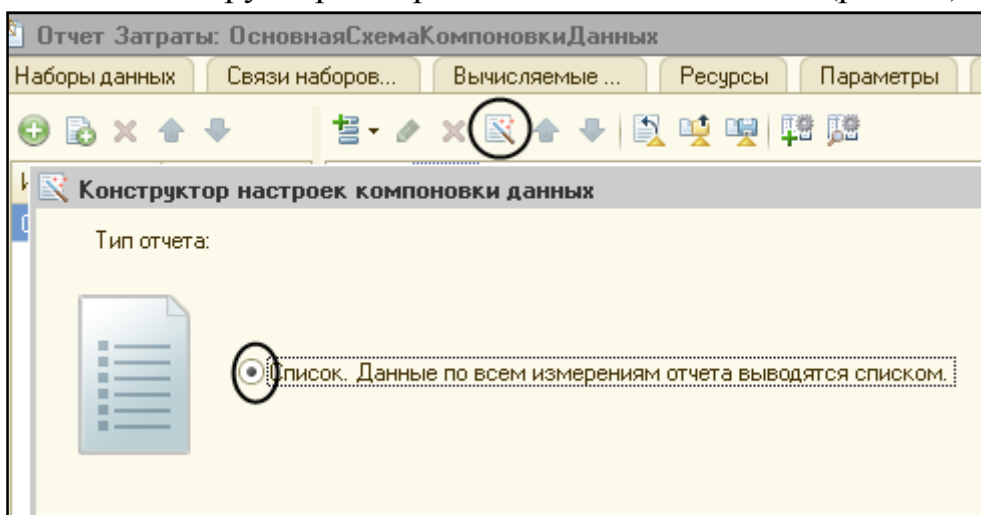 Отчет Затраты: ОсновнаяСхемаКомпоновкиДанных
Наборы данных Связи наборов... Вычисляемые ... Ресурсы Параметры
Конструктор настроек компоновки данных
Тип отчета:
Список. Данные по всем измерениям отчета выводятся списком.